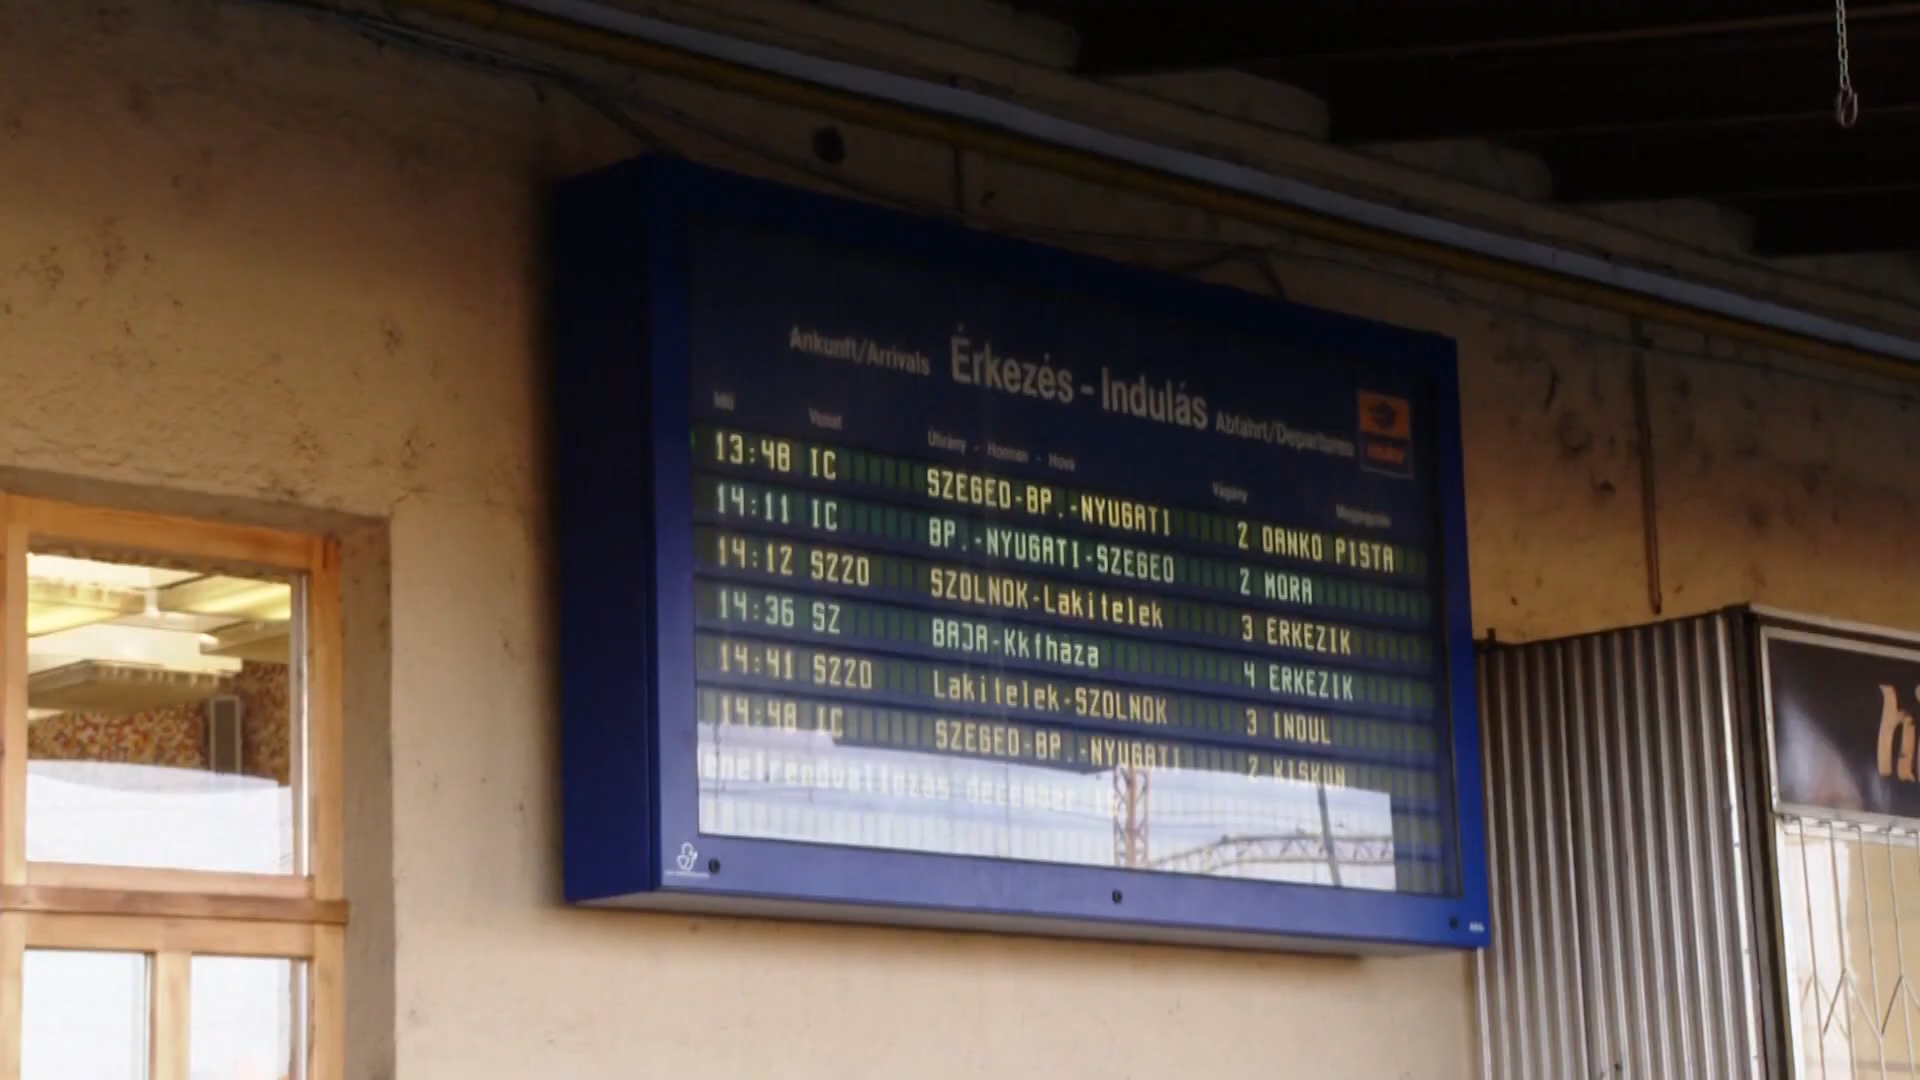 Ankunft/Arrivals Érkezés - Indulás Abfahrt/Departures
Idő Vonat Útirány - Honnan - Hová Vágány Megjegyzés
13:48 IC SZEGED-BP.-NYUGATI 2 DANKO PISTA
14:11 IC BP.-NYUGATI-SZEGED 2 MORA
14:12 S220 SZOLNOK-Lakitelek 3 ERKEZIK
14:36 SZ BAJA-Kkfhaza 4 ERKEZIK
14:41 S220 Lakitelek-SZOLNOK 3 INDUL
14:48 IC SZEGED-BP.-NYUGATI 2 KISKUN
menetrendvaltozas december